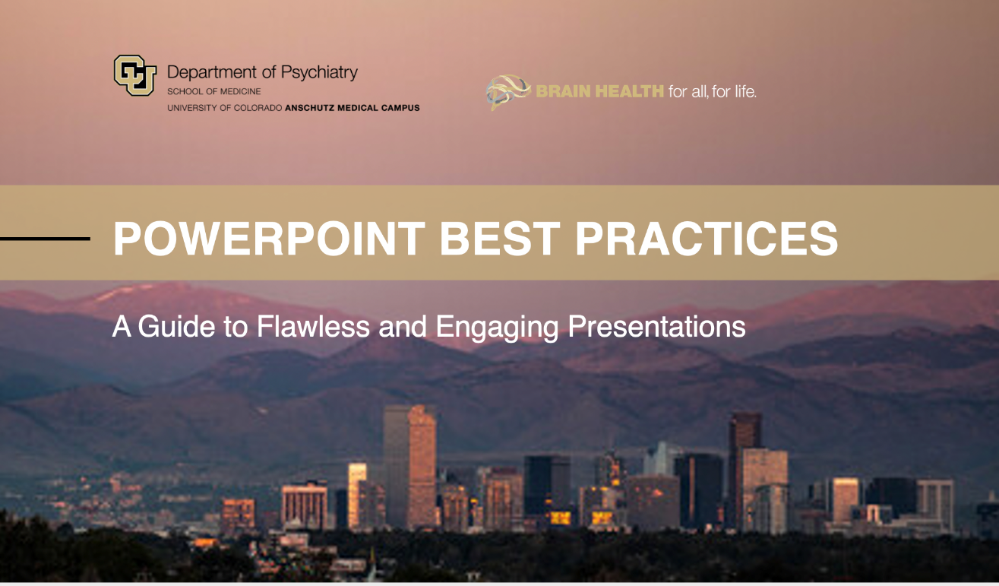 CU
Department of Psychiatry
SCHOOL OF MEDICINE
UNIVERSITY OF COLORADO ANSCHUTZ MEDICAL CAMPUS
BRAIN HEALTH for all, for life.
POWERPOINT BEST PRACTICES
A Guide to Flawless and Engaging Presentations